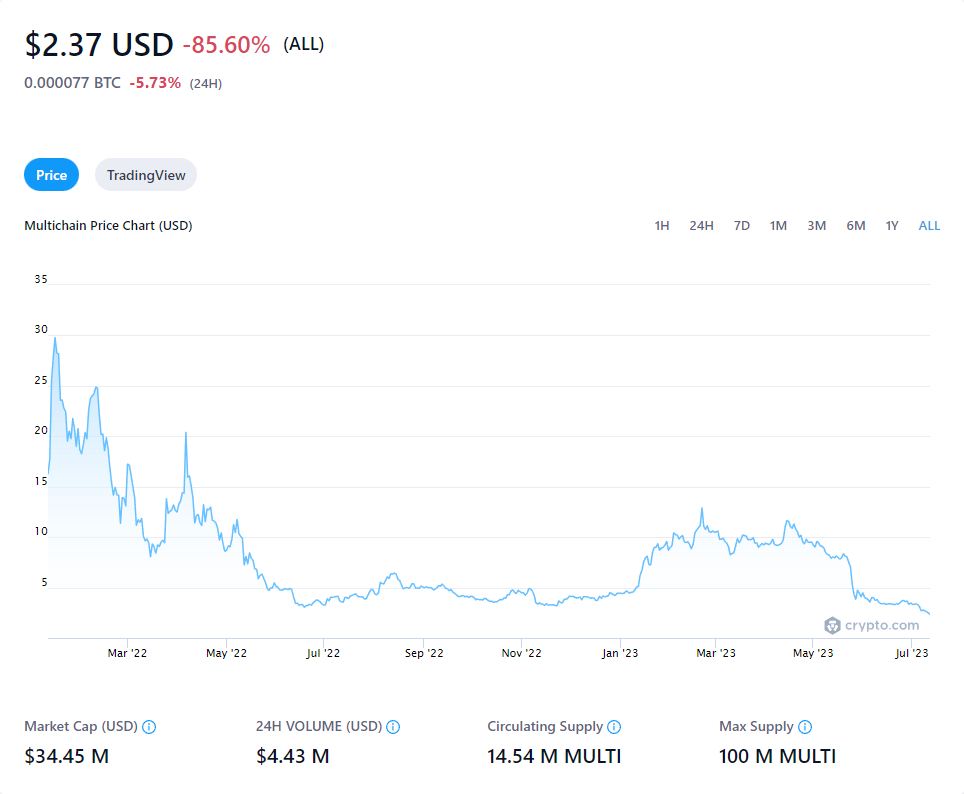 $2.37 USD -85.60% (ALL)
0.000077 BTC -5.73% (24H)
Price TradingView
Multichain Price Chart (USD) 1H 24H 7D 1M 3M 6M 1Y ALL
35
30
25
20
15
10
5
crypto.com
Mar '22 May '22 Jul '22 Sep '22 Nov '22 Jan '23 Mar '23 May '23 Jul '23
Market Cap (USD) 24H VOLUME (USD) Circulating Supply Max Supply
$34.45 M $4.43 M 14.54 M MULTI 100 M MULTI